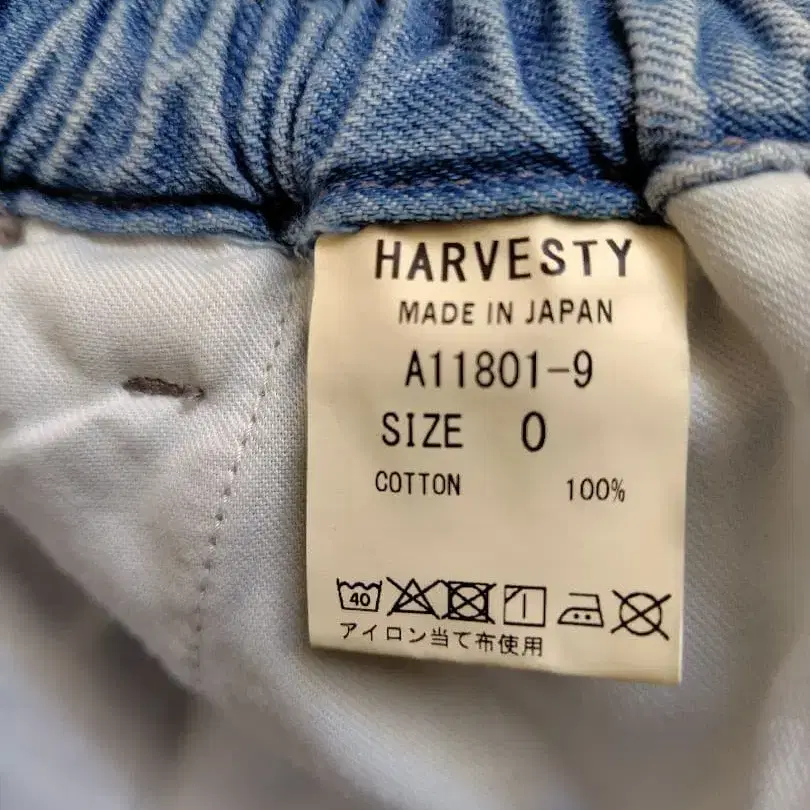 HARVESTY
MADE IN JAPAN
A11801-9
SIZE 0
COTTON 100%
40
アイロン当て布使用